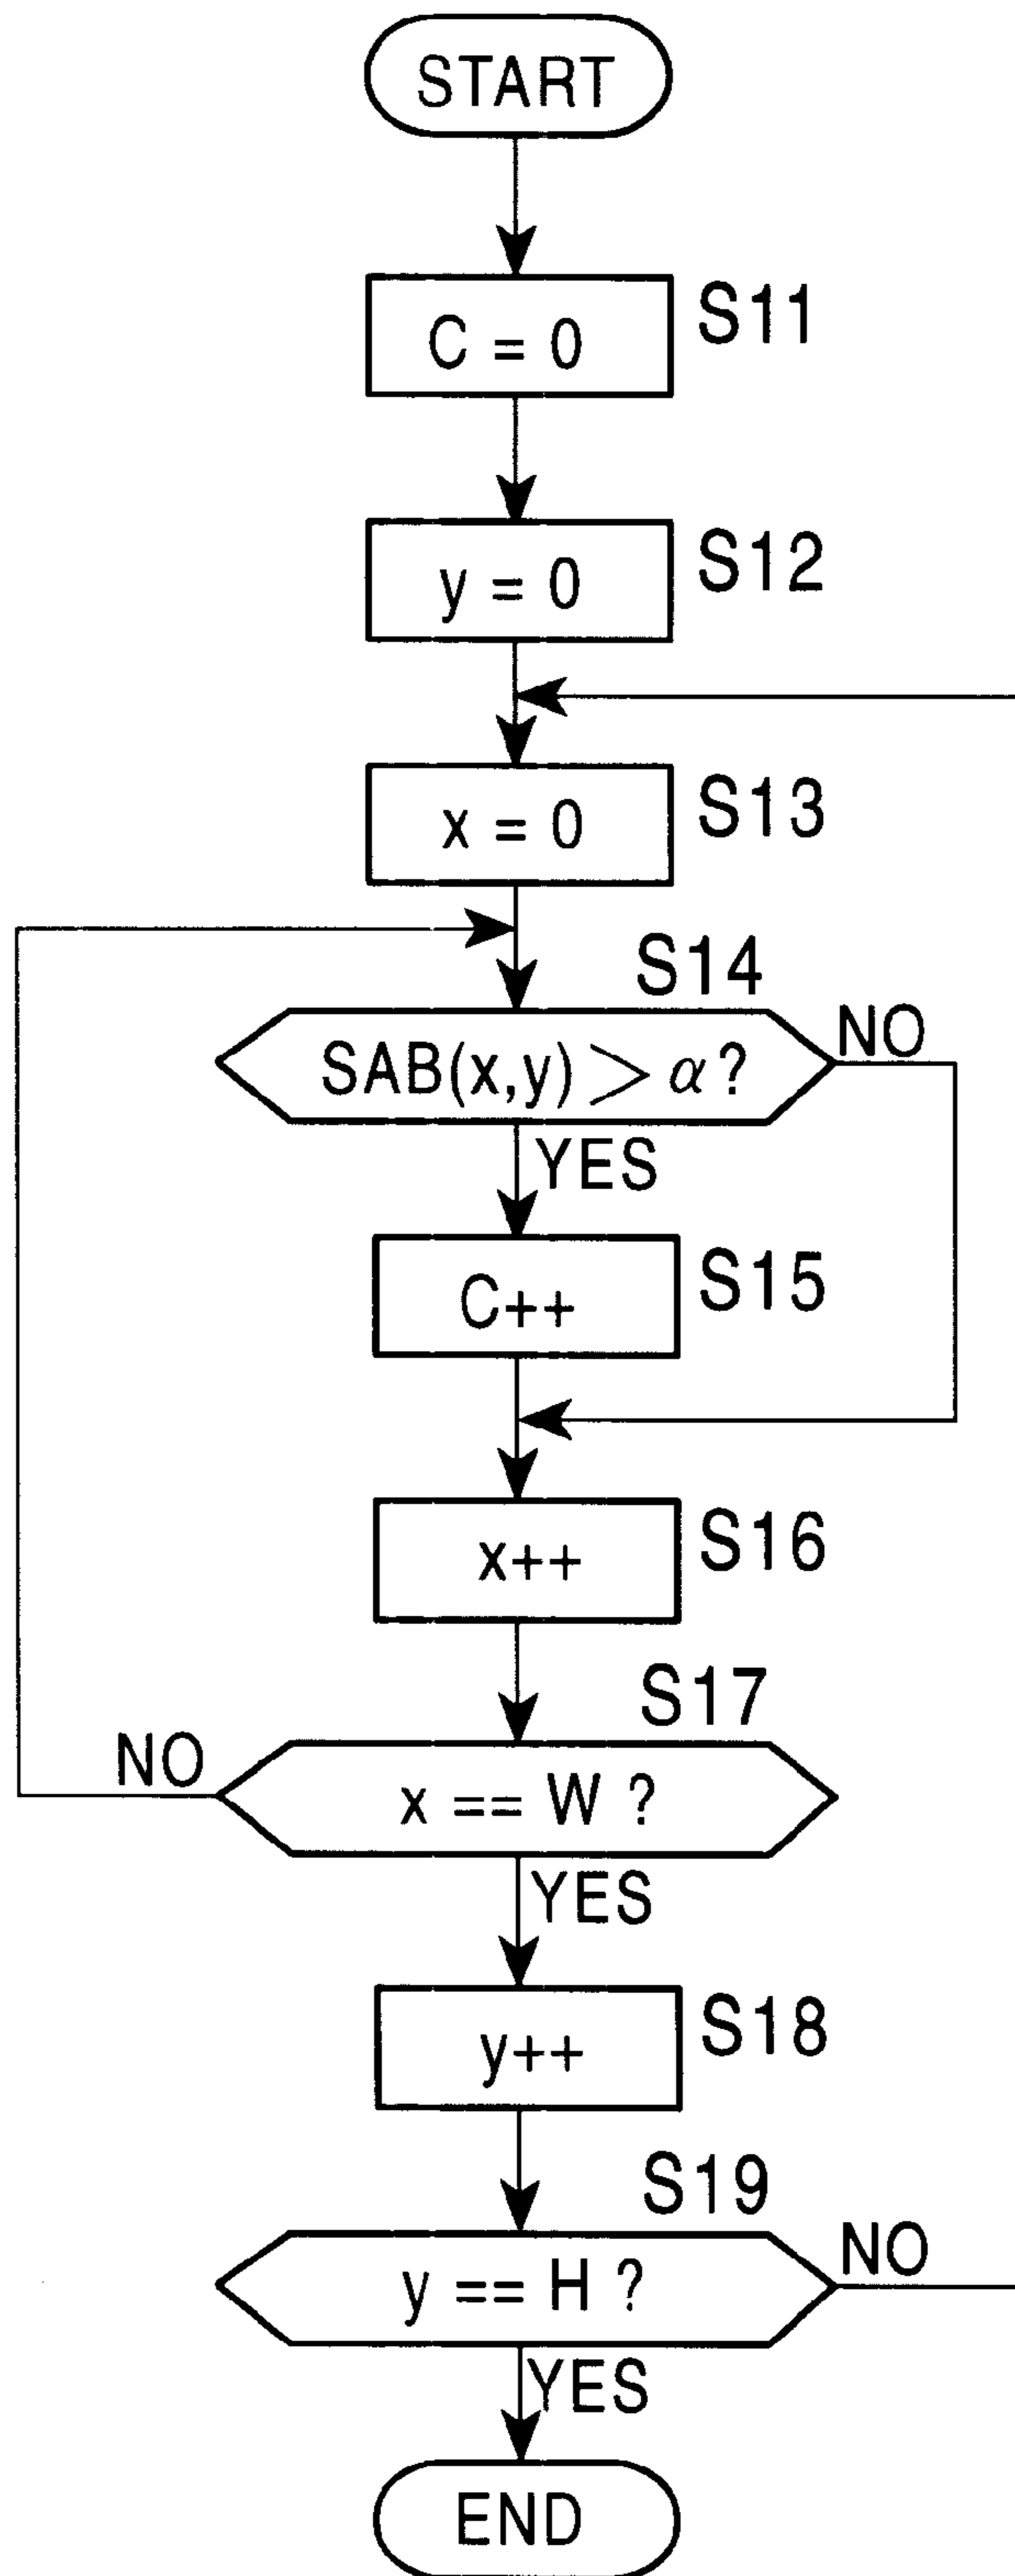 START
C = 0
S11
y = 0
S12
x = 0
S13
S14
SAB(x,y) > α ?
NO
YES
C++
S15
x++
S16
S17
NO
x == W ?
YES
y++
S18
S19
y == H ?
NO
YES
END